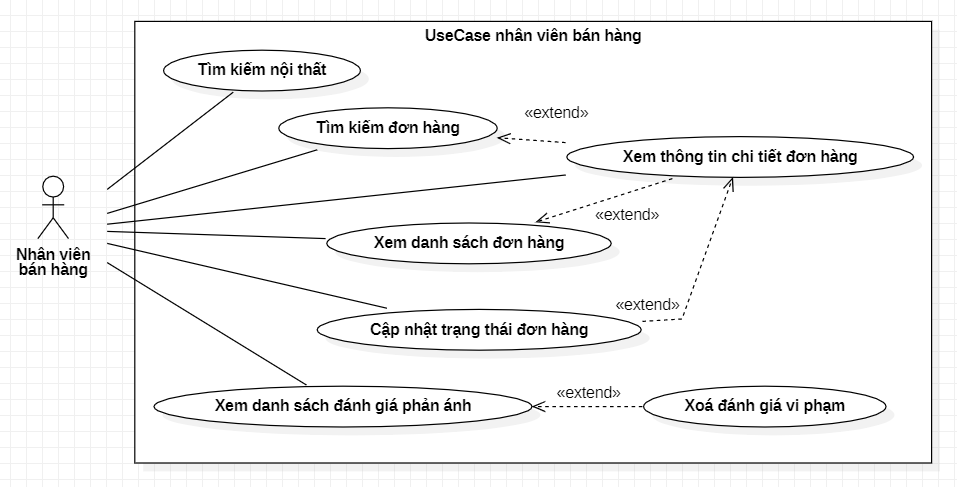 UseCase nhân viên bán hàng
Tìm kiếm nội thất
Tìm kiếm đơn hàng
«extend»
Xem thông tin chi tiết đơn hàng
«extend»
Xem danh sách đơn hàng
Nhân viên
bán hàng
«extend»
Cập nhật trạng thái đơn hàng
«extend»
Xem danh sách đánh giá phản ánh
Xoá đánh giá vi phạm